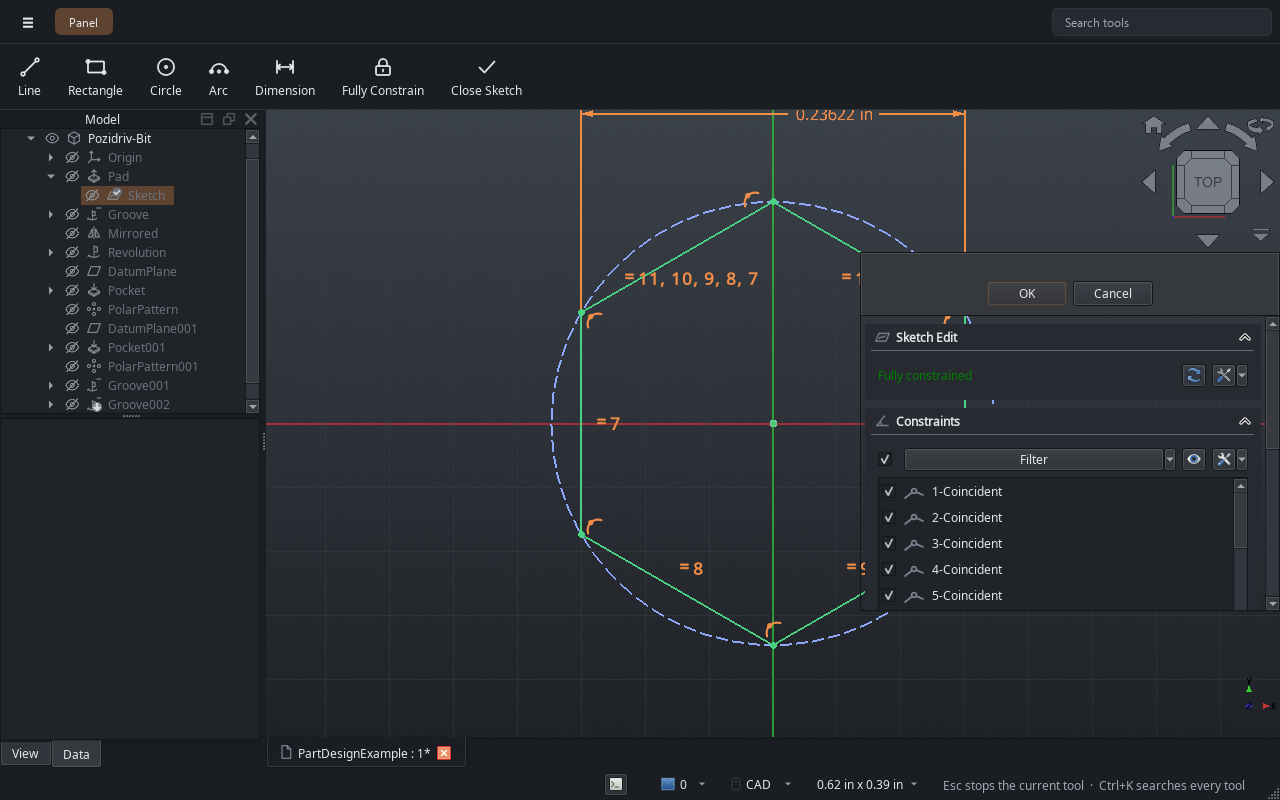 Panel
Search tools
Line
Rectangle
Circle
Arc
Dimension
Fully Constrain
Close Sketch
Model
Pozidriv-Bit
Origin
Pad
Sketch
Groove
Mirrored
Revolution
DatumPlane
Pocket
PolarPattern
DatumPlane001
Pocket001
PolarPattern001
Groove001
Groove002
View
Data
0.23622 in
= 11, 10, 9, 8, 7
= 7
= 8
TOP
OK
Cancel
Sketch Edit
Fully constrained
Constraints
Filter
1-Coincident
2-Coincident
3-Coincident
4-Coincident
5-Coincident
PartDesignExample : 1*
0
CAD
0.62 in x 0.39 in
Esc stops the current tool · Ctrl+K searches every tool